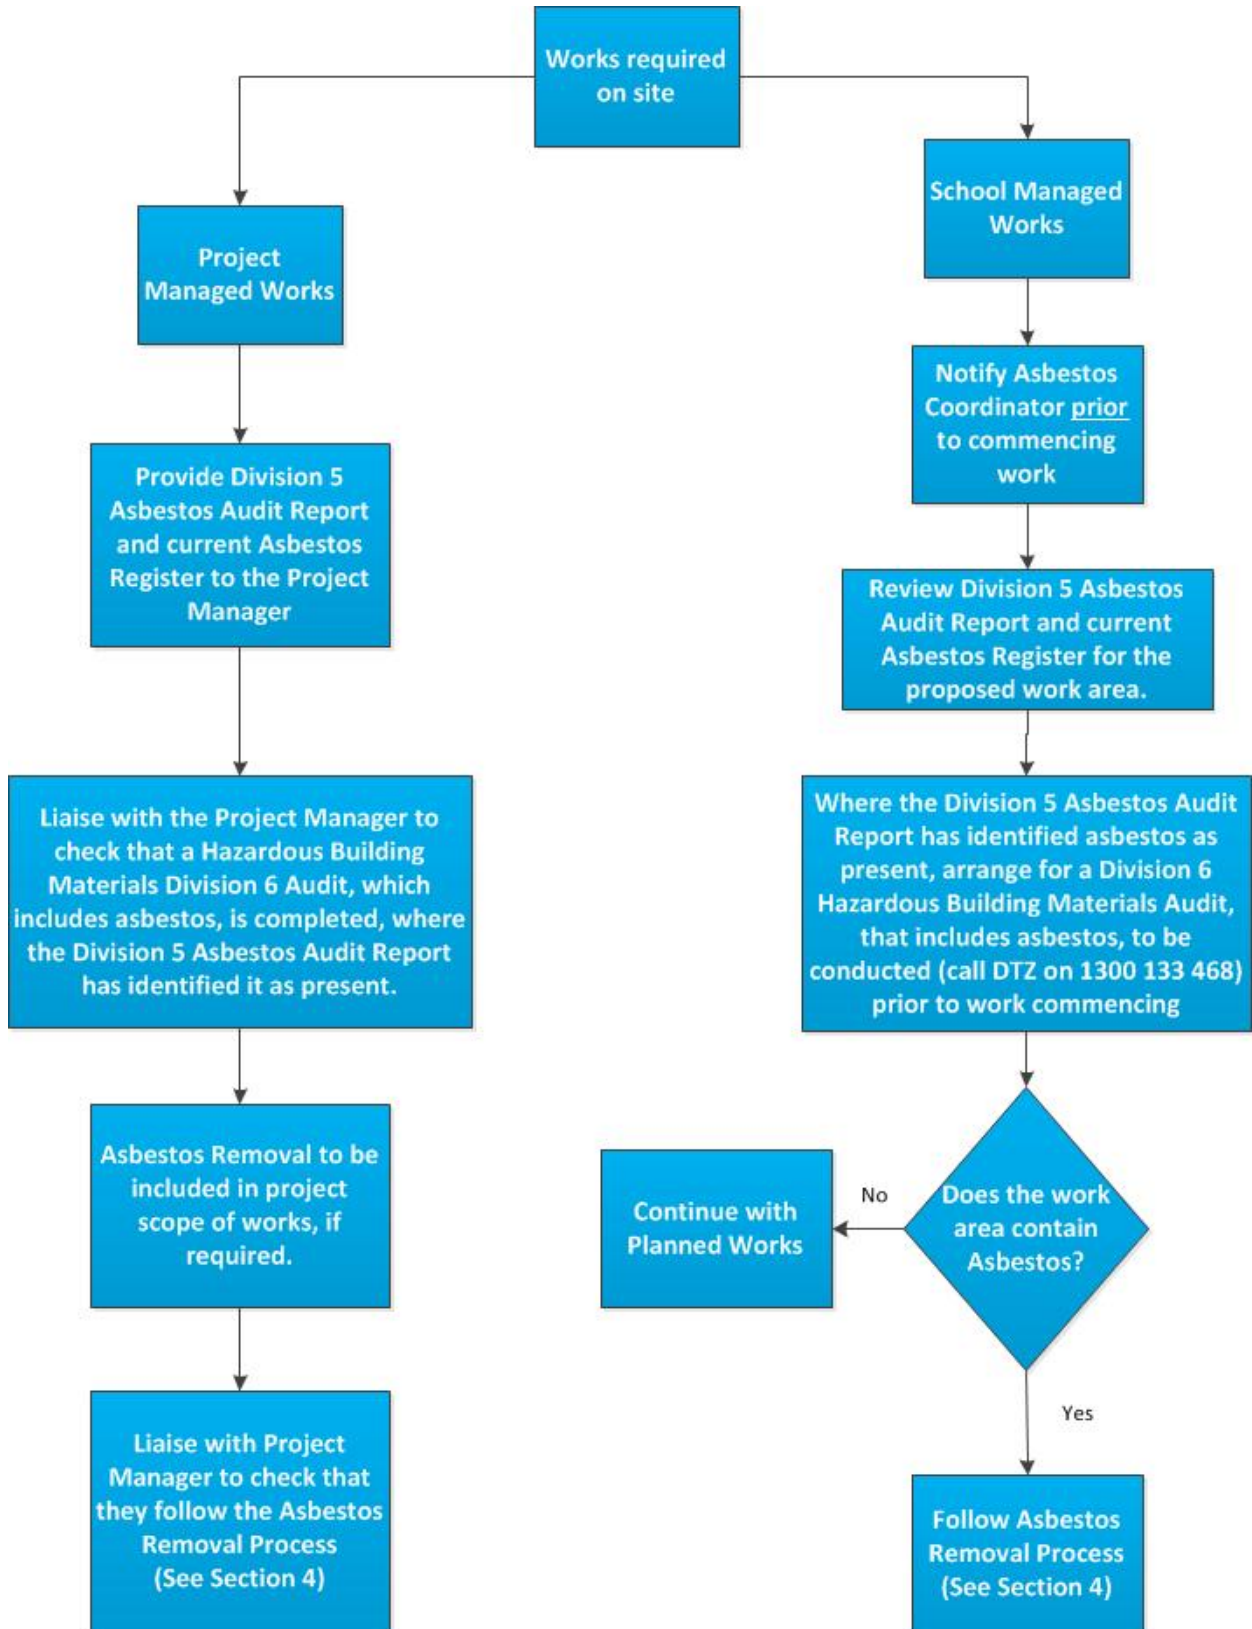 Works required
on site
Project
Managed Works
Provide Division 5
Asbestos Audit Report
and current Asbestos
Register to the Project
Manager
Liaise with the Project Manager to
check that a Hazardous Building
Materials Division 6 Audit, which
includes asbestos, is completed, where
the Division 5 Asbestos Audit Report
has identified it as present.
Asbestos Removal to be
included in project
scope of works, if
required.
Liaise with Project
Manager to check that
they follow the Asbestos
Removal Process
(See Section 4)
School Managed
Works
Notify Asbestos
Coordinator prior
to commencing
work
Review Division 5 Asbestos
Audit Report and current
Asbestos Register for the
proposed work area.
Where the Division 5 Asbestos Audit
Report has identified asbestos as
present, arrange for a Division 6
Hazardous Building Materials Audit,
that includes asbestos, to be
conducted (call DTZ on 1300 133 468)
prior to work commencing
Does the work
area contain
Asbestos?
No
Continue with
Planned Works
Yes
Follow Asbestos
Removal Process
(See Section 4)